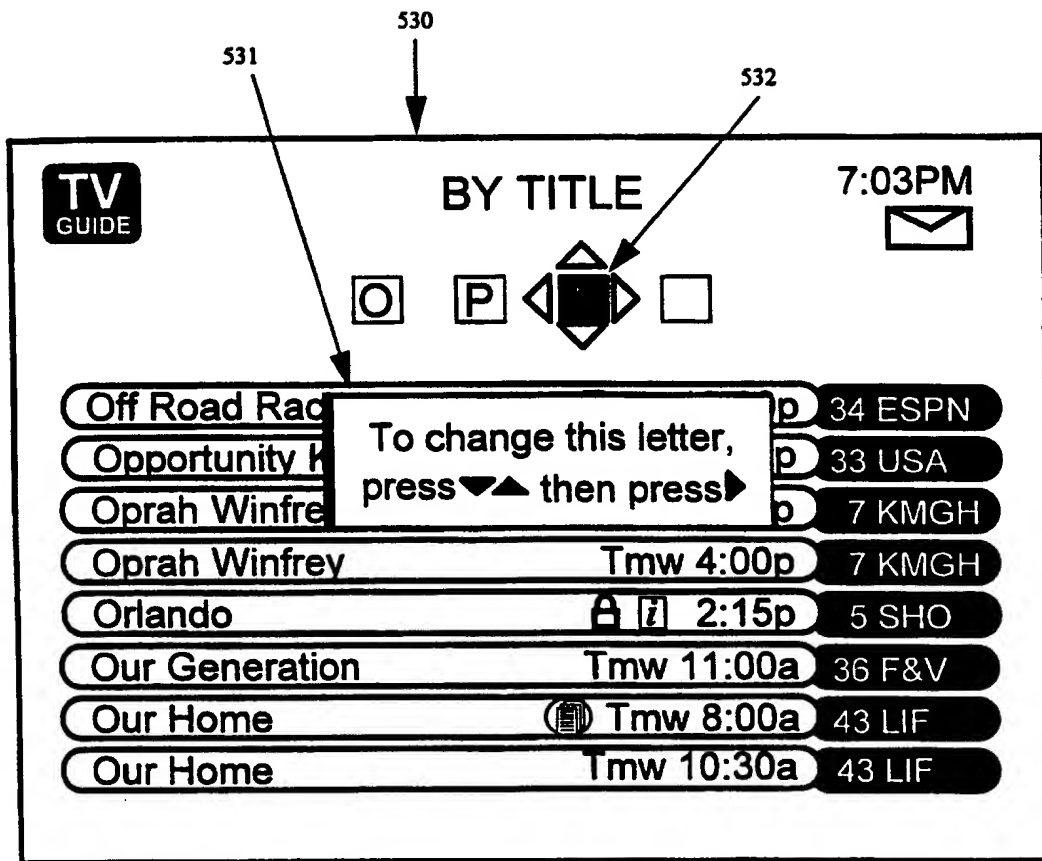 530
531
532
TV
GUIDE
BY TITLE
7:03PM
O P
Off Road p 34 ESPN
Opportunity p 33 USA
Oprah p 7 KMGH
To change this letter,
press▼▲ then press▶
Oprah Winfrey Tmw 4:00p 7 KMGH
Orlando i 2:15p 5 SHO
Our Generation Tmw 11:00a 36 F&V
Our Home Tmw 8:00a 43 LIF
Our Home Tmw 10:30a 43 LIF